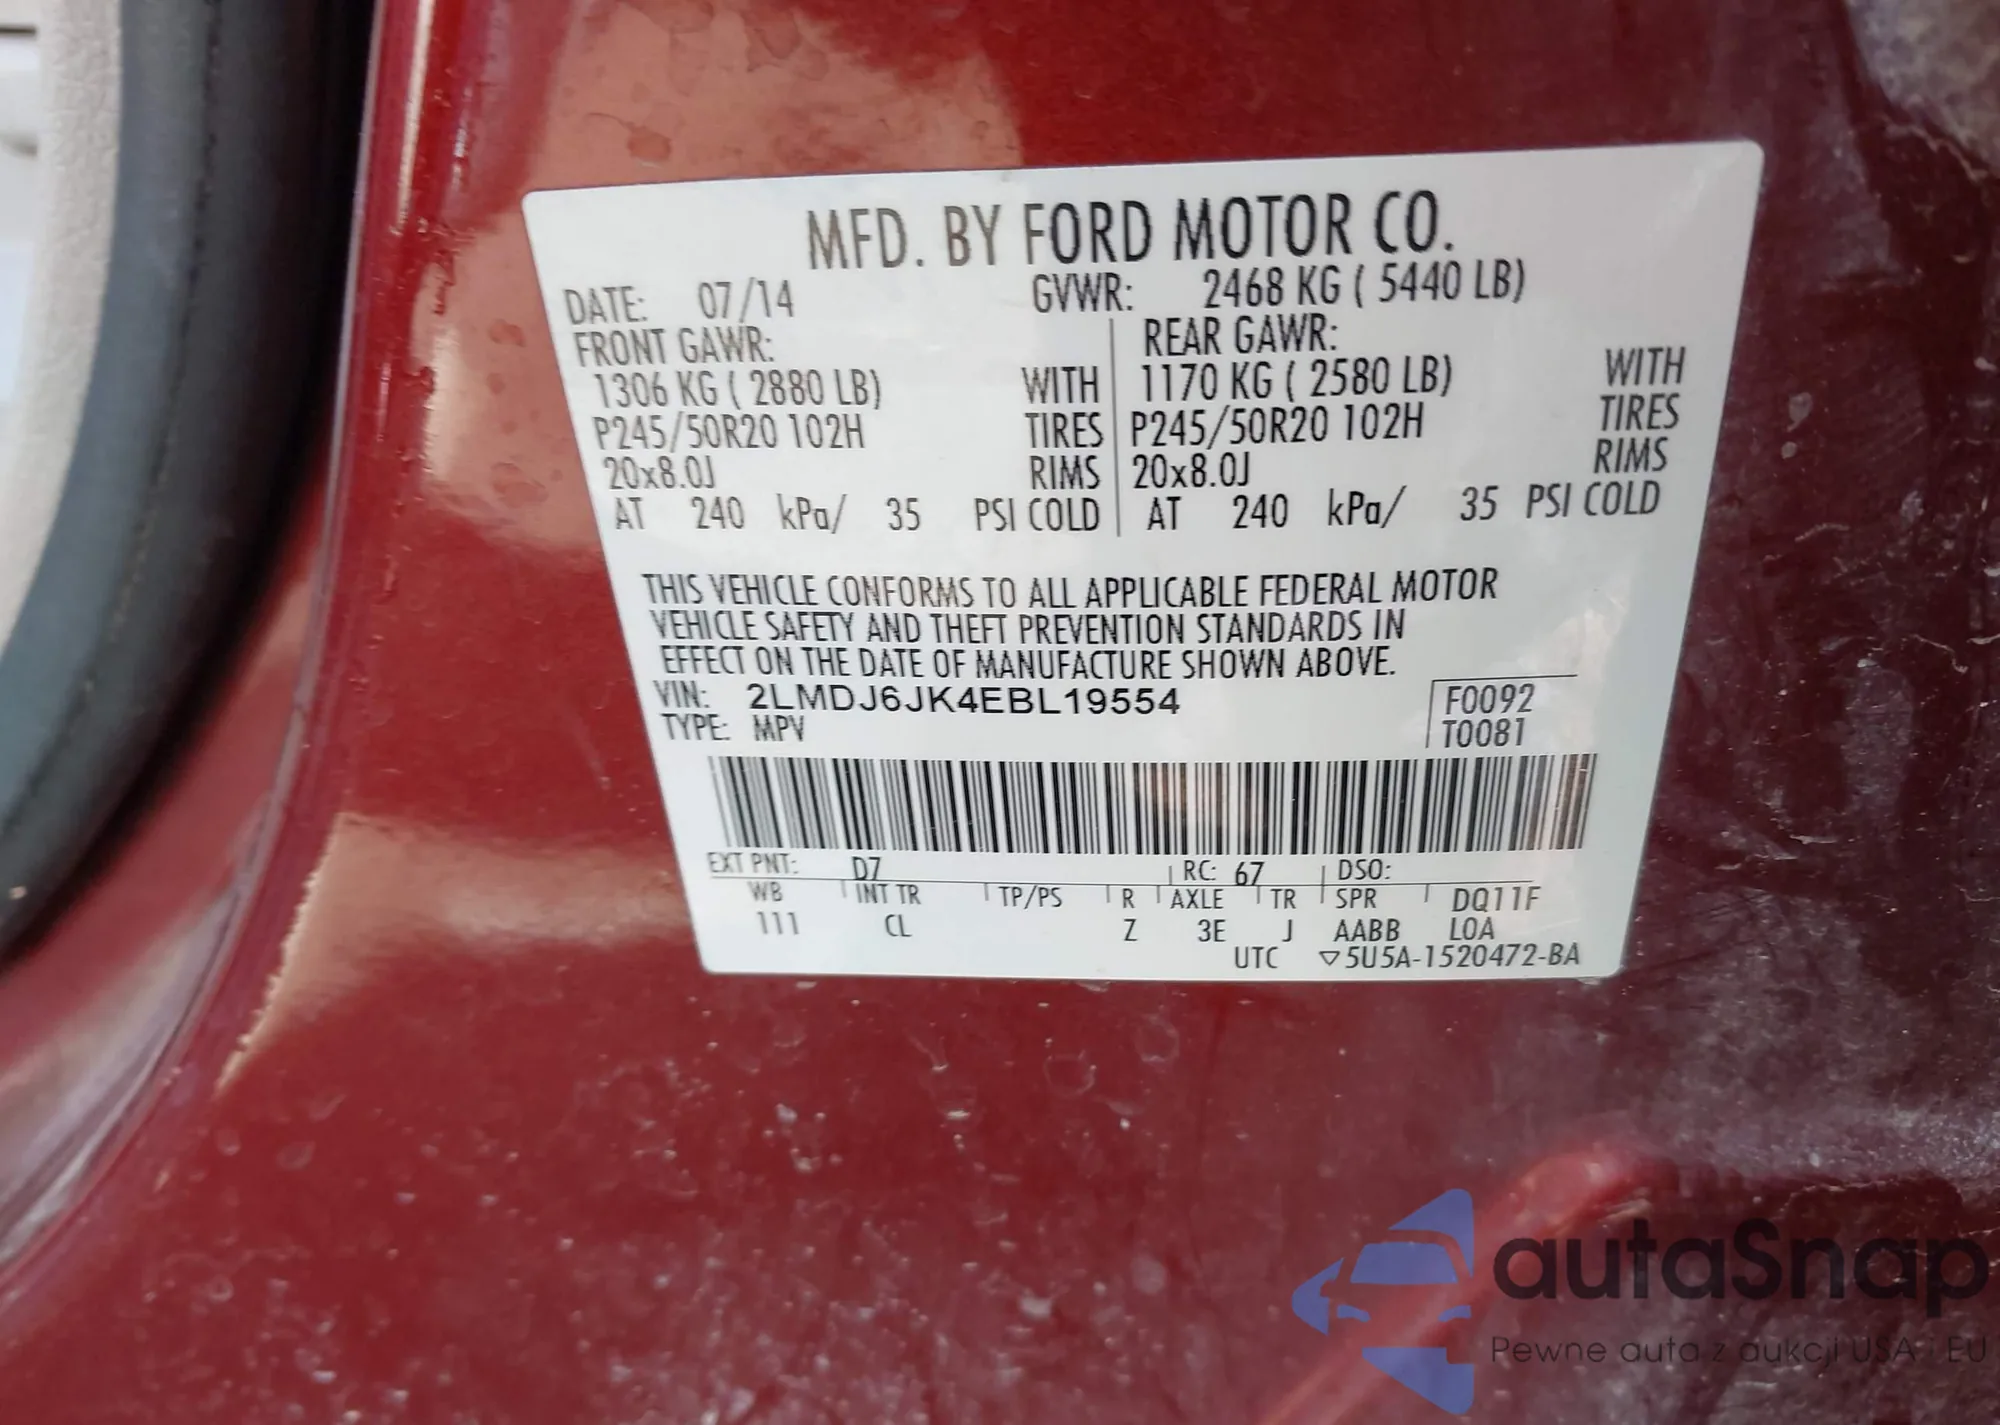 MFD. BY FORD MOTOR CO.
DATE: 07/14 GVWR: 2468 KG ( 5440 LB)
FRONT GAWR: REAR GAWR:
1306 KG ( 2880 LB) WITH 1170 KG ( 2580 LB) WITH
P245/50R20 102H TIRES P245/50R20 102H TIRES
20x8.0J RIMS 20x8.0J RIMS
AT 240 kPa/ 35 PSI COLD AT 240 kPa/ 35 PSI COLD
THIS VEHICLE CONFORMS TO ALL APPLICABLE FEDERAL MOTOR
VEHICLE SAFETY AND THEFT PREVENTION STANDARDS IN
EFFECT ON THE DATE OF MANUFACTURE SHOWN ABOVE.
VIN: 2LMDJ6JK4EBL19554 F0092
TYPE: MPV T0081
EXT PNT: D7 RC: 67 DSO:
WB INT TR TP/PS R AXLE TR SPR DQ11F
111 CL Z 3E J AABB LOA
UTC ▽5U5A-1520472-BA
autaSnap
Pewne auta z aukcji USA i EU